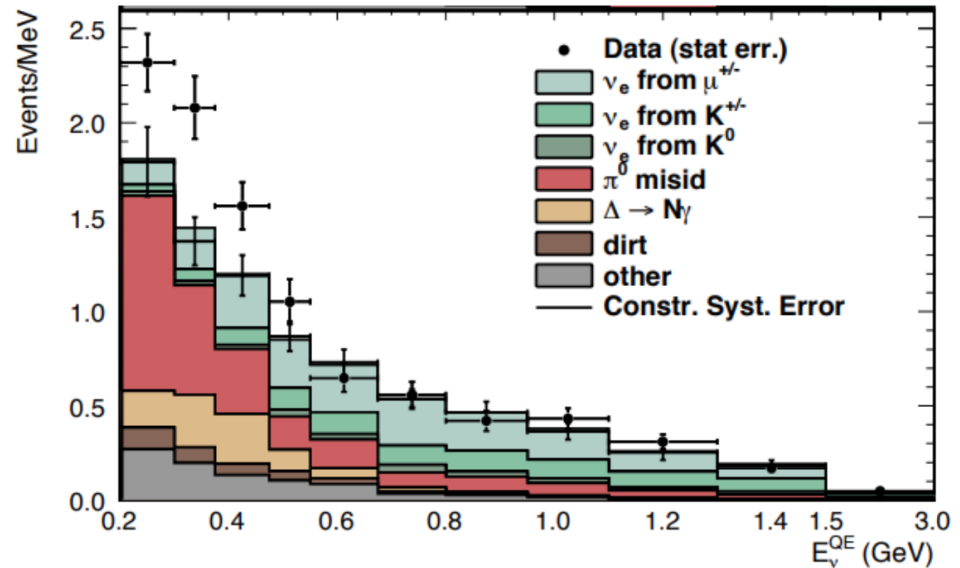 Events/MeV
2.5
2.0
1.5
1.0
0.5
0.0
Data (stat err.)
νe from μ+/-
νe from K+/-
νe from K0
π0 misid
Δ → Nγ
dirt
other
Constr. Syst. Error
0.2 0.4 0.6 0.8 1.0 1.2 1.4 1.5 3.0
EνQE (GeV)